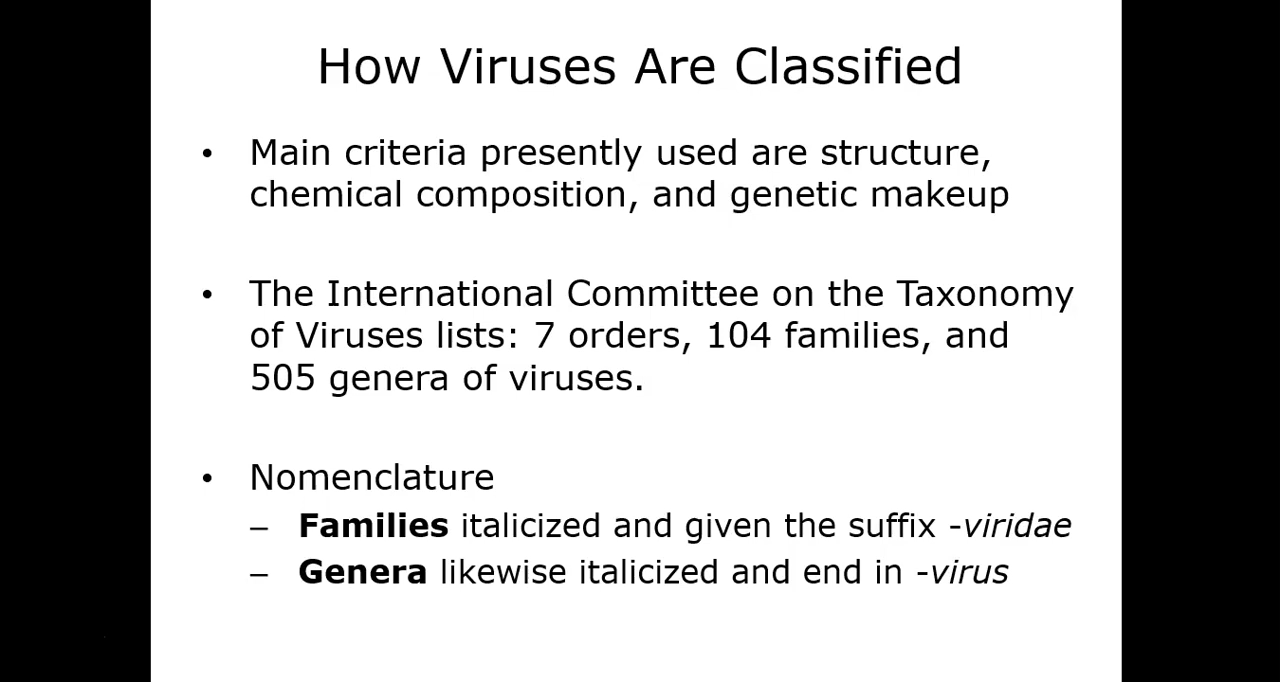 How Viruses Are Classified
• Main criteria presently used are structure,
chemical composition, and genetic makeup
• The International Committee on the Taxonomy
of Viruses lists: 7 orders, 104 families, and
505 genera of viruses.
• Nomenclature
– Families italicized and given the suffix -viridae
– Genera likewise italicized and end in -virus